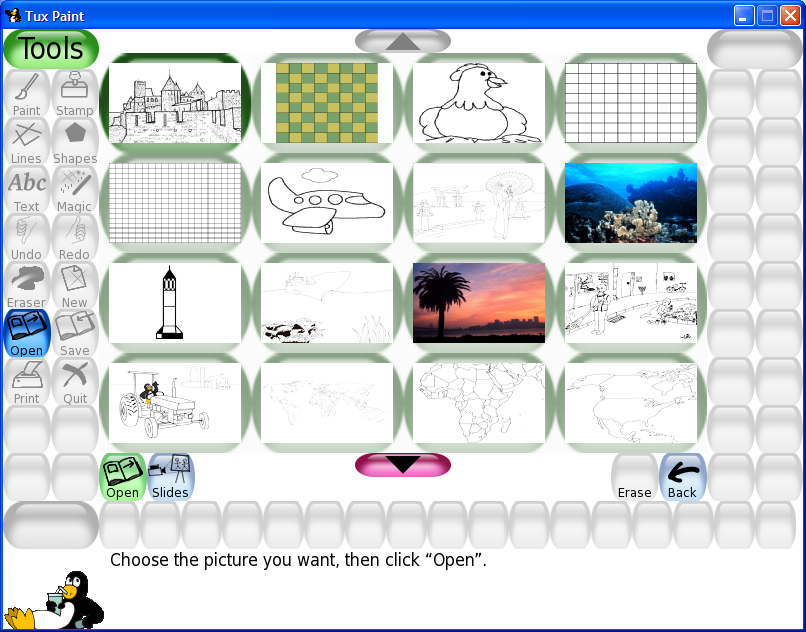 Tux Paint
Tools
Paint Stamp
Lines Shapes
Abc
Text Magic
Undo Redo
Eraser New
Open Save
Print Quit
Open Slides Erase Back
Choose the picture you want, then click “Open”.